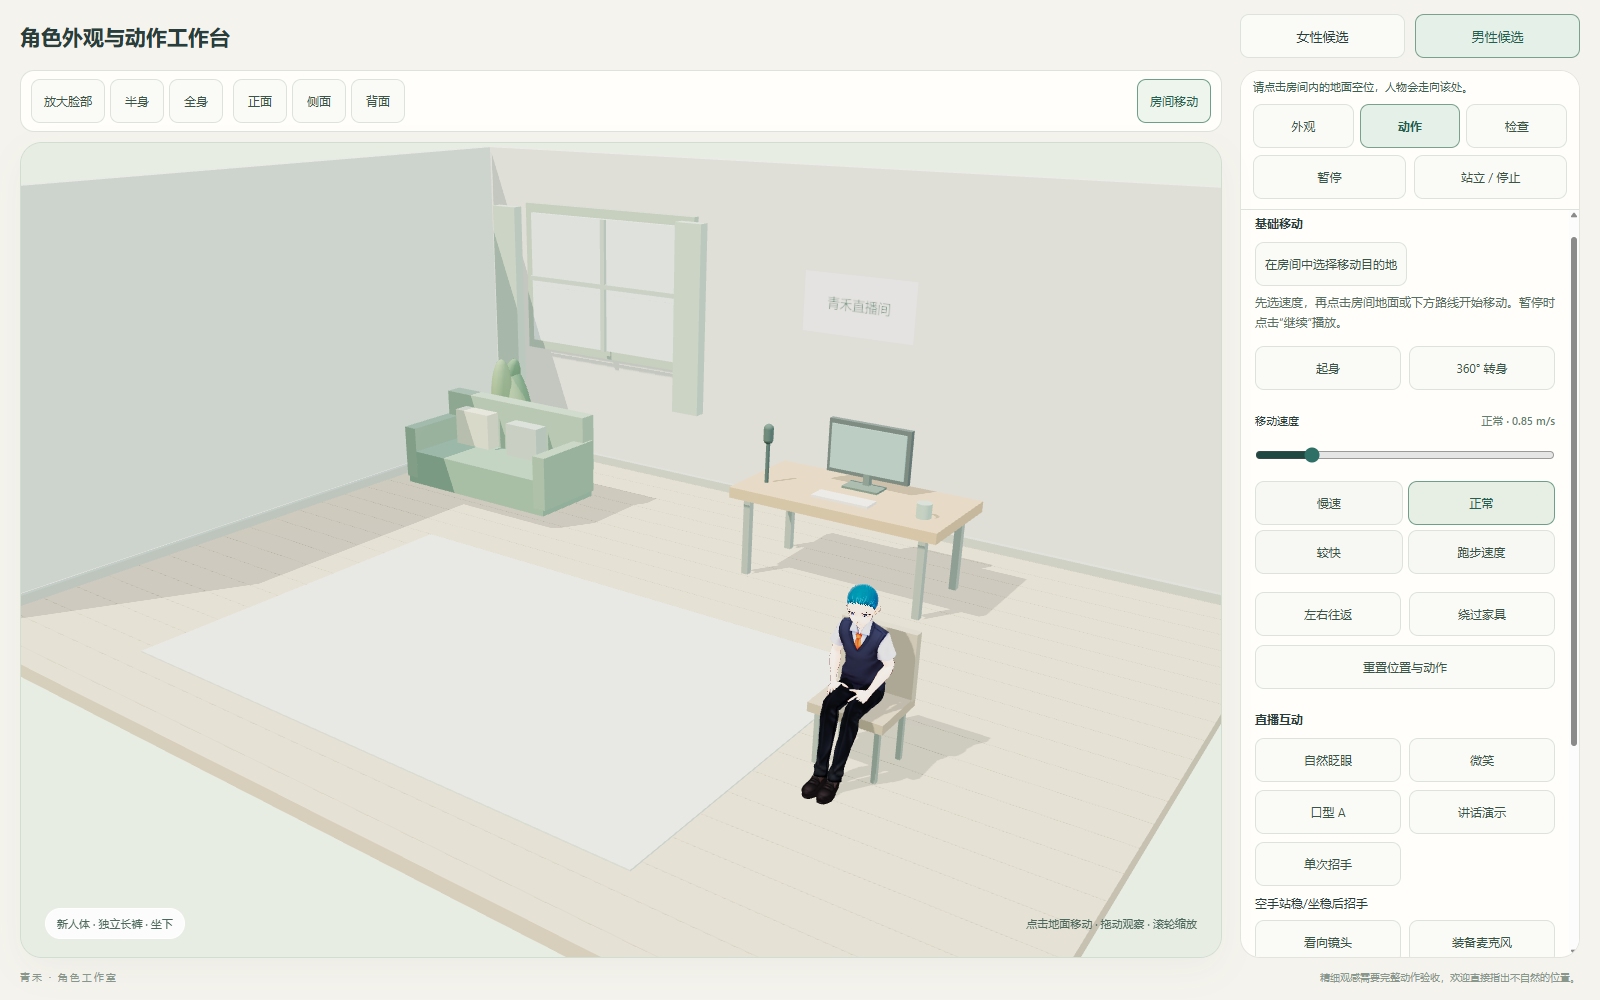 角色外观与动作工作台
女性候选
男性候选
放大脸部
半身
全身
正面
侧面
背面
房间移动
请点击房间内的地面空位，人物会走向该处。
外观
动作
检查
暂停
站立 / 停止
基础移动
在房间中选择移动目的地
先选速度，再点击房间地面或下方路线开始移动。暂停时
点击“继续”播放。
起身
360° 转身
移动速度
正常 · 0.85 m/s
慢速
正常
较快
跑步速度
左右往返
绕过家具
重置位置与动作
直播互动
自然眨眼
微笑
口型 A
讲话演示
单次招手
空手站稳/坐稳后招手
看向镜头
装备麦克风
青禾直播间
新人体 · 独立长裤 · 坐下
点击地面移动 · 拖动观察 · 滚轮缩放
青禾 · 角色工作室
精细观感需要完整动作验收，欢迎直接指出不自然的位置。